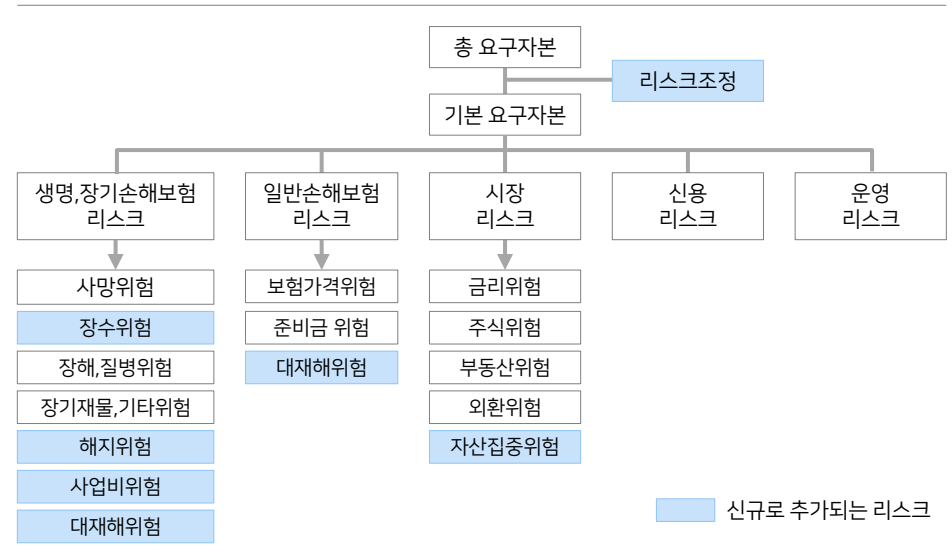 총 요구자본
리스크조정
기본 요구자본
생명,장기손해보험
리스크
일반손해보험
리스크
시장
리스크
신용
리스크
운영
리스크
사망위험
장수위험
장해,질병위험
장기재물,기타위험
해지위험
사업비위험
대재해위험
보험가격위험
준비금 위험
대재해위험
금리위험
주식위험
부동산위험
외환위험
자산집중위험
신규로 추가되는 리스크